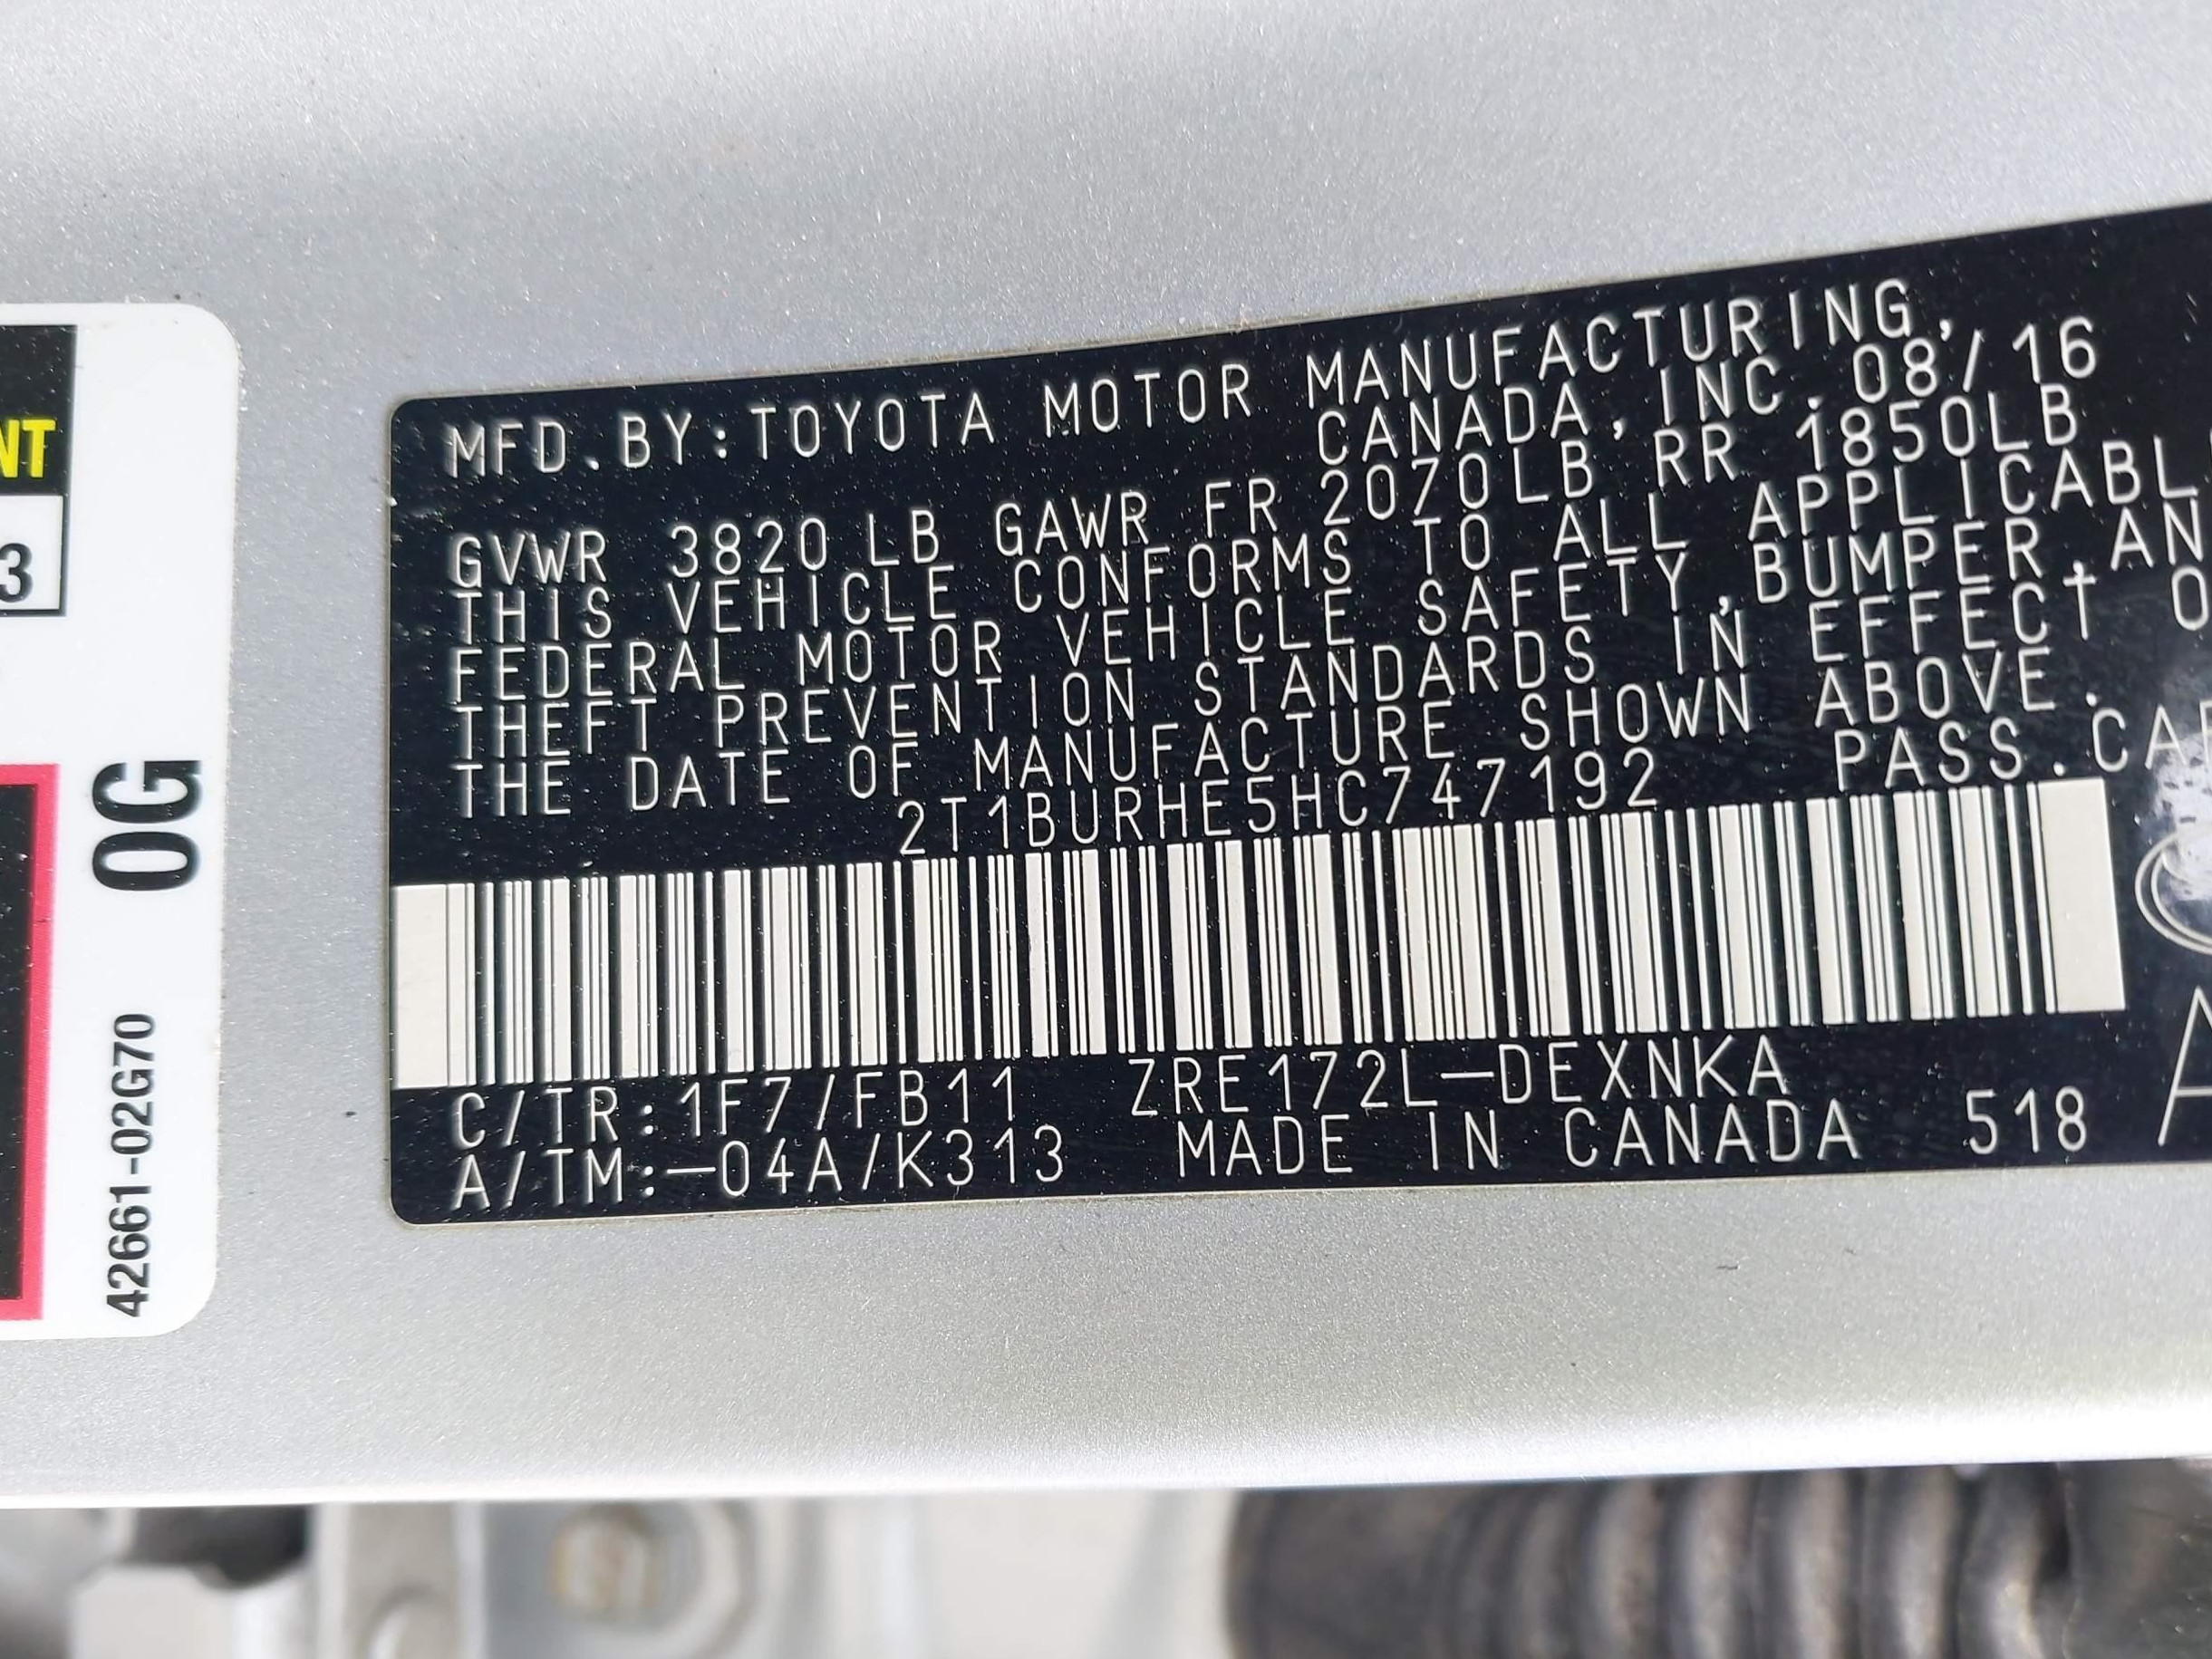 NT
3
0G
42661-02G70
MFD.BY:TOYOTA MOTOR MANUFACTURING,
CANADA,INC.08/16
GVWR 3820LB GAWR FR 2070LB RR 1850LB
THIS VEHICLE CONFORMS TO ALL APPLICABL
FEDERAL MOTOR VEHICLE SAFETY,BUMPER,AN
THEFT PREVENTION STANDARDS IN EFFECT O
THE DATE OF MANUFACTURE SHOWN ABOVE.
2T1BURHE5HC747192 PASS.CAR
C/TR:1F7/FB11 ZRE172L-DEXNKA
A/TM:-04A/K313 MADE IN CANADA 518
A